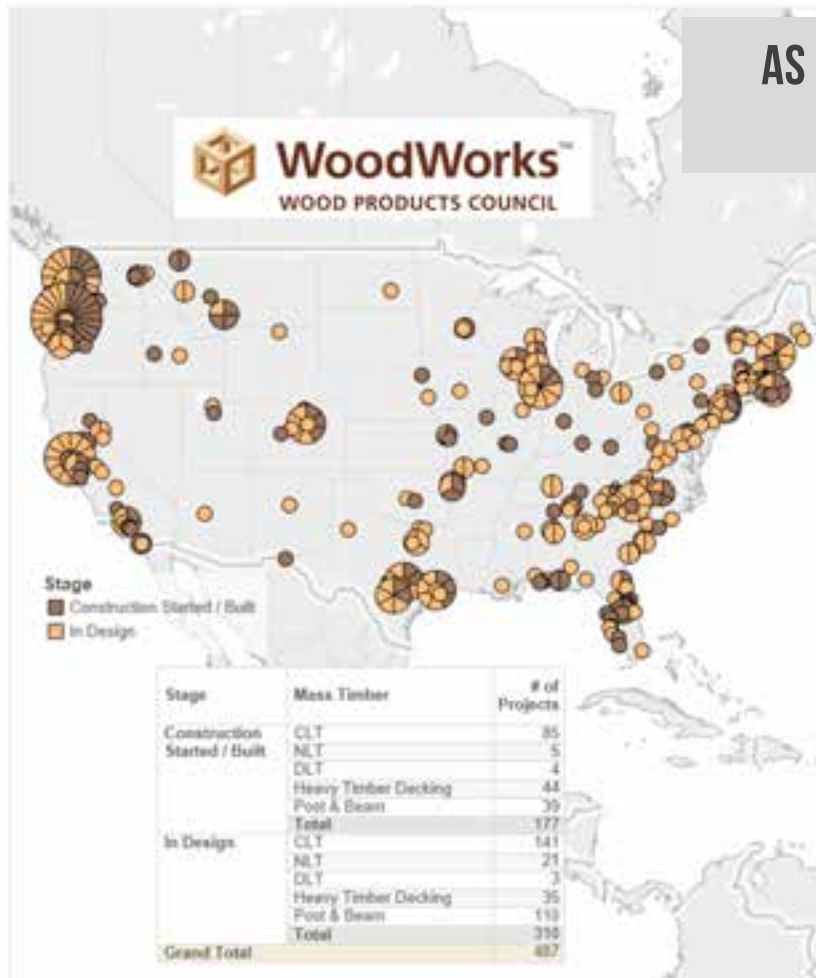 AS
WoodWorks™
WOOD PRODUCTS COUNCIL
Stage
Construction Started / Built
In Design
Stage Mass Timber # of Projects
Construction Started / Built CLT 85
NLT 5
DLT 4
Heavy Timber Decking 44
Post & Beam 39
Total 177
In Design CLT 141
NLT 21
DLT 3
Heavy Timber Decking 35
Post & Beam 110
Total 310
Grand Total 487